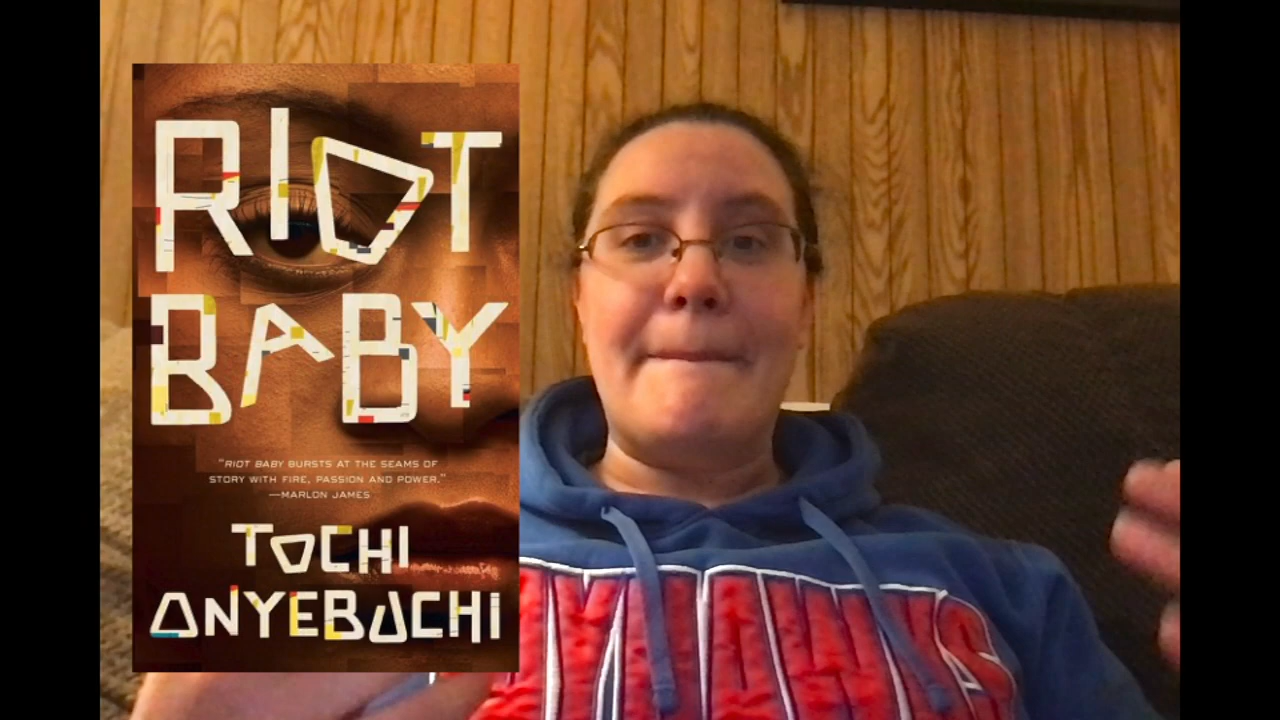 RIOT
BABY
"RIOT BABY BURSTS AT THE SEAMS OF
STORY WITH FIRE, PASSION AND POWER."
—MARLON JAMES
TOCHI
ONYEBUCHI